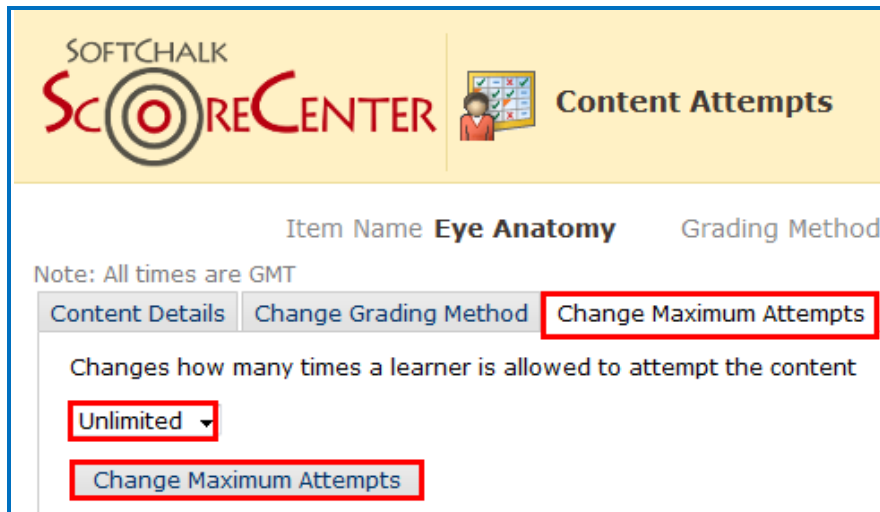 SOFTCHALK
SCOReCENTER
Content Attempts
Item Name Eye Anatomy Grading Method
Note: All times are GMT
Content Details Change Grading Method Change Maximum Attempts
Changes how many times a learner is allowed to attempt the content
Unlimited
Change Maximum Attempts